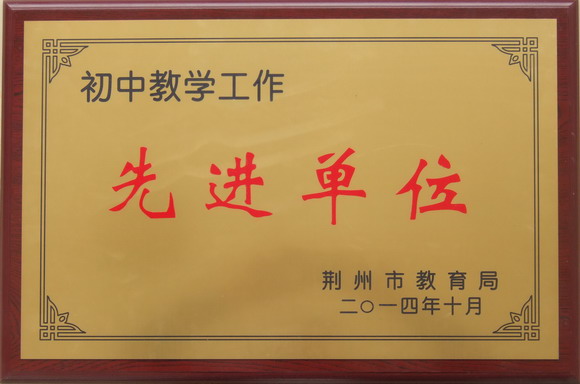 初中教学工作
先进单位
荆州市教育局
二〇一四年十月